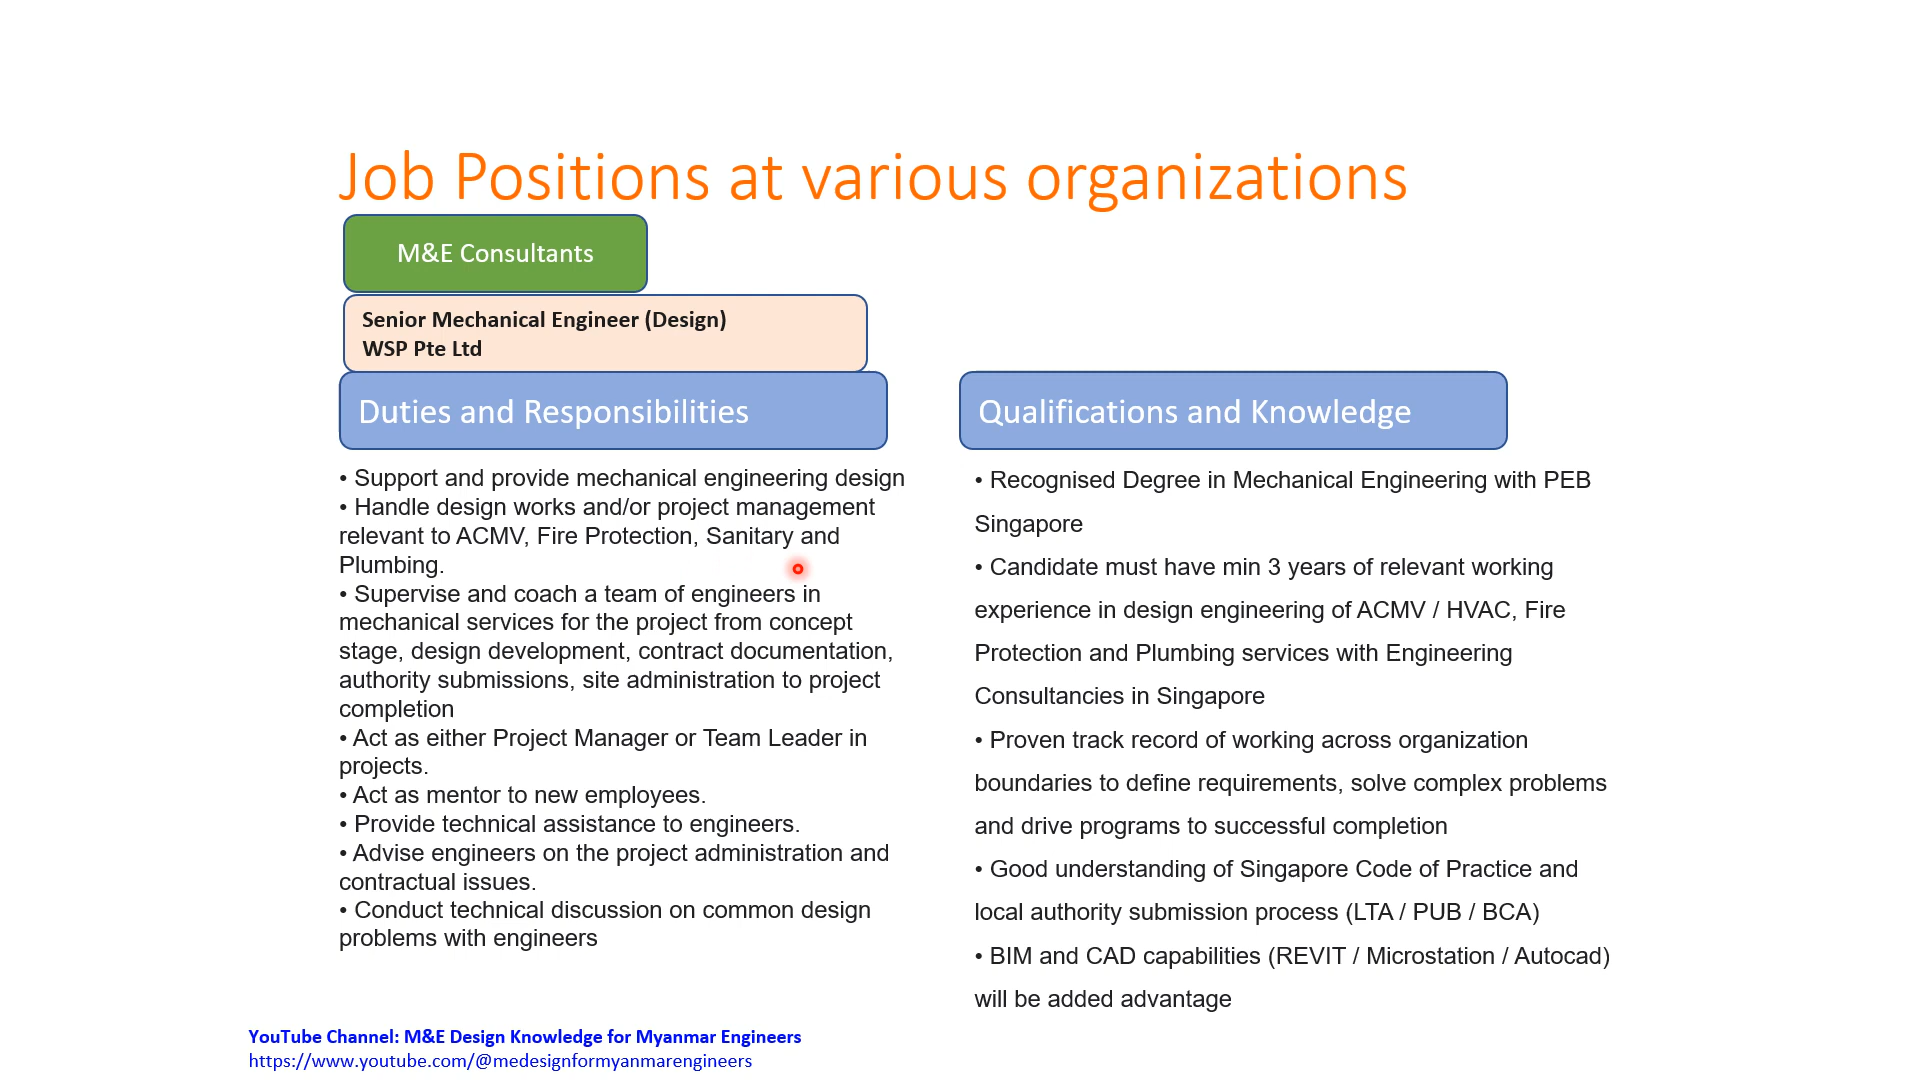 Job Positions at various organizations
M&E Consultants
Senior Mechanical Engineer (Design)
WSP Pte Ltd
Duties and Responsibilities
• Support and provide mechanical engineering design
• Handle design works and/or project management
relevant to ACMV, Fire Protection, Sanitary and
Plumbing.
• Supervise and coach a team of engineers in
mechanical services for the project from concept
stage, design development, contract documentation,
authority submissions, site administration to project
completion
• Act as either Project Manager or Team Leader in
projects.
• Act as mentor to new employees.
• Provide technical assistance to engineers.
• Advise engineers on the project administration and
contractual issues.
• Conduct technical discussion on common design
problems with engineers
Qualifications and Knowledge
• Recognised Degree in Mechanical Engineering with PEB
Singapore
• Candidate must have min 3 years of relevant working
experience in design engineering of ACMV / HVAC, Fire
Protection and Plumbing services with Engineering
Consultancies in Singapore
• Proven track record of working across organization
boundaries to define requirements, solve complex problems
and drive programs to successful completion
• Good understanding of Singapore Code of Practice and
local authority submission process (LTA / PUB / BCA)
• BIM and CAD capabilities (REVIT / Microstation / Autocad)
will be added advantage
YouTube Channel: M&E Design Knowledge for Myanmar Engineers
https://www.youtube.com/@medesignformyanmarengineers